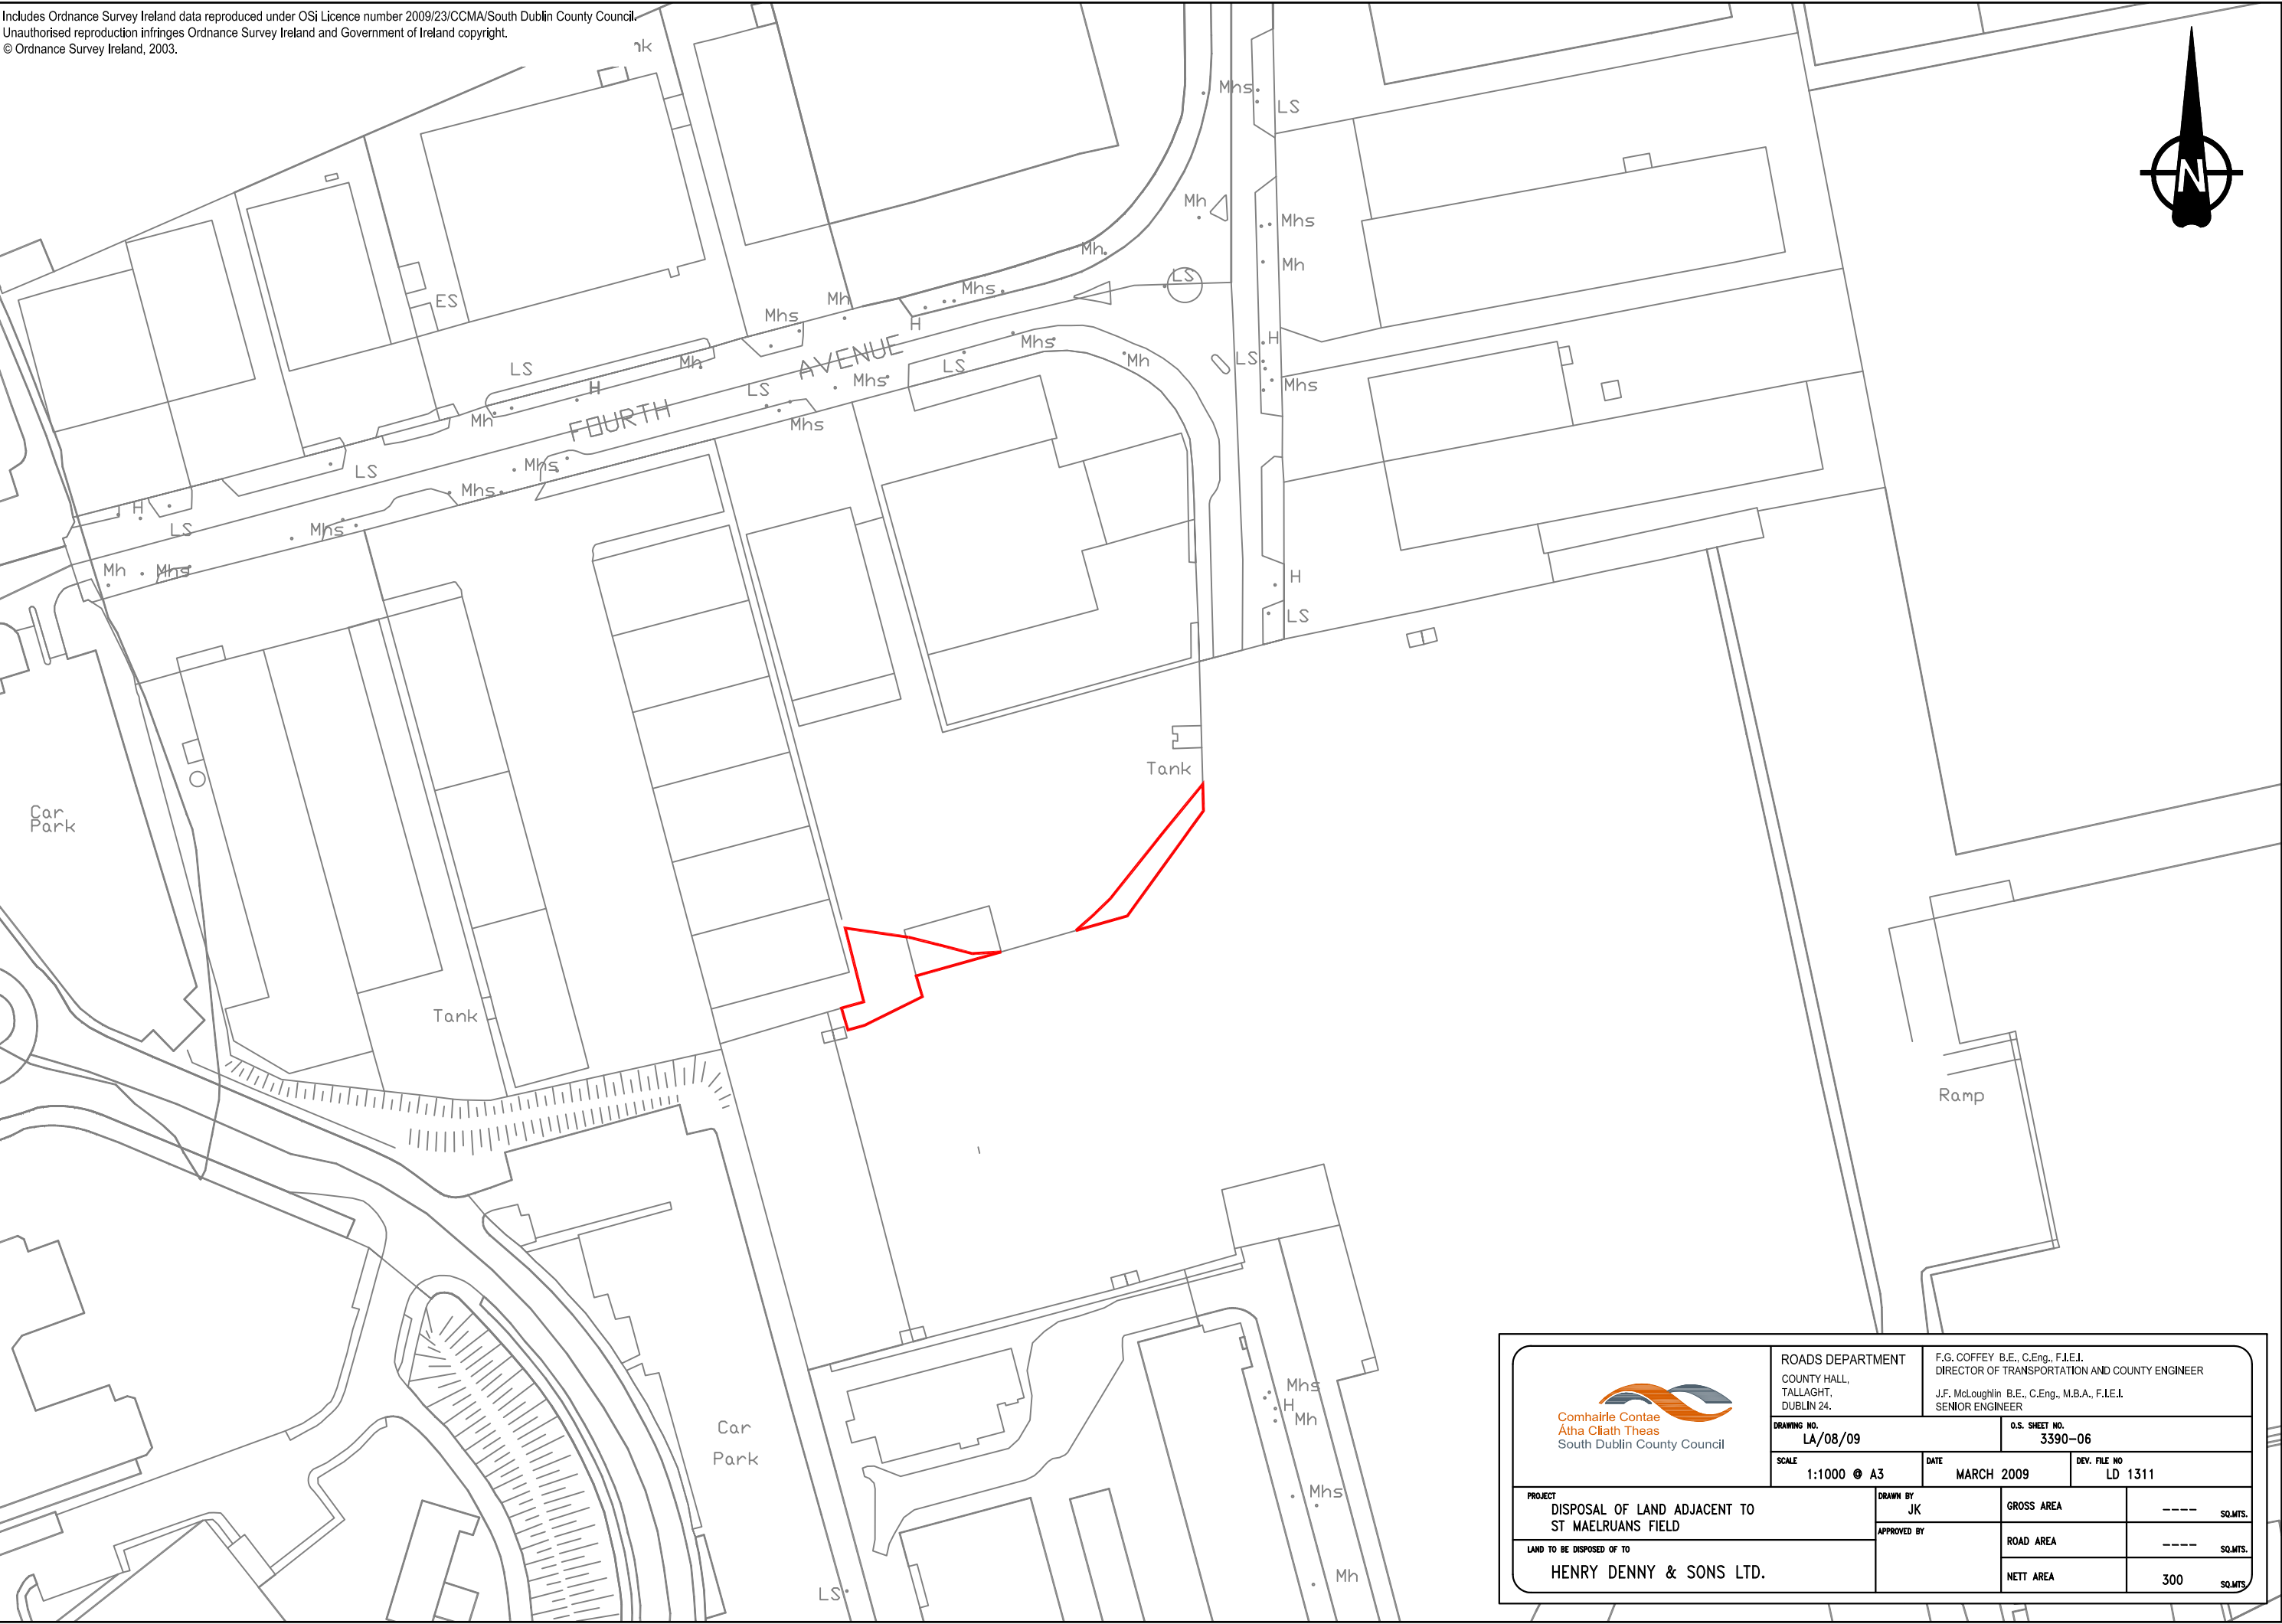 Includes Ordnance Survey Ireland data reproduced under OSi Licence number 2009/23/CCMA/South Dublin County Council.
Unauthorised reproduction infringes Ordnance Survey Ireland and Government of Ireland copyright.
© Ordnance Survey Ireland, 2003.
Mhs
LS
N
Mh
Mhs
Mh
Mh
LS
ES
Mhs
Mh
Mhs
H
H
LS
Mh
AVENUE
Mhs
Mh
LS
H
LS
Mhs
LS
Mhs
Mh
FOURTH
Mhs
LS
Mhs
Mhs
H
LS
Mhs
Mh
Mhs
H
LS
Tank
Car
Park
Tank
Ramp
Car
Park
Mhs
H
Mh
Mhs
Mh
LS
Comhairle Contae
Átha Cliath Theas
South Dublin County Council
ROADS DEPARTMENT
COUNTY HALL,
TALLAGHT,
DUBLIN 24.
F.G. COFFEY B.E., C.Eng., F.I.E.I.
DIRECTOR OF TRANSPORTATION AND COUNTY ENGINEER
J.F. McLoughlin B.E., C.Eng., M.B.A., F.I.E.I.
SENIOR ENGINEER
DRAWING NO.
LA/08/09
O.S. SHEET NO.
3390-06
SCALE
1:1000 @ A3
DATE
MARCH 2009
DEV. FILE NO
LD 1311
PROJECT
DISPOSAL OF LAND ADJACENT TO
ST MAELRUANS FIELD
DRAWN BY
JK
APPROVED BY
GROSS AREA ---- SQ.MTS.
ROAD AREA ---- SQ.MTS.
NETT AREA 300 SQ.MTS.
LAND TO BE DISPOSED OF TO
HENRY DENNY & SONS LTD.